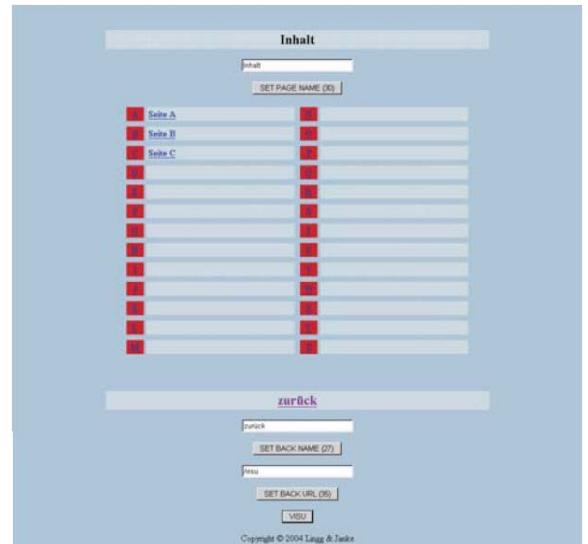 Inhalt
Inhalt
SET PAGE NAME (30)
A Seite A N
B Seite B O
C Seite C P
D Q
E R
F S
G T
H
I
J
K
L
M Z
zurück
zurück
SET BACK NAME (27)
/visu
SET BACK URL (35)
VISU
Copyright © 2004 Lingg & Janke